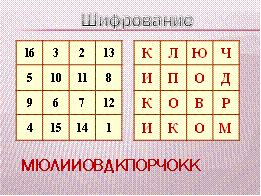 Шифрование
16 3 2 13
5 10 11 8
9 6 7 12
4 15 14 1
К Л Ю Ч
И П О Д
К О В Р
И К О М
МЮЛИИОВДКПОРЧОКК